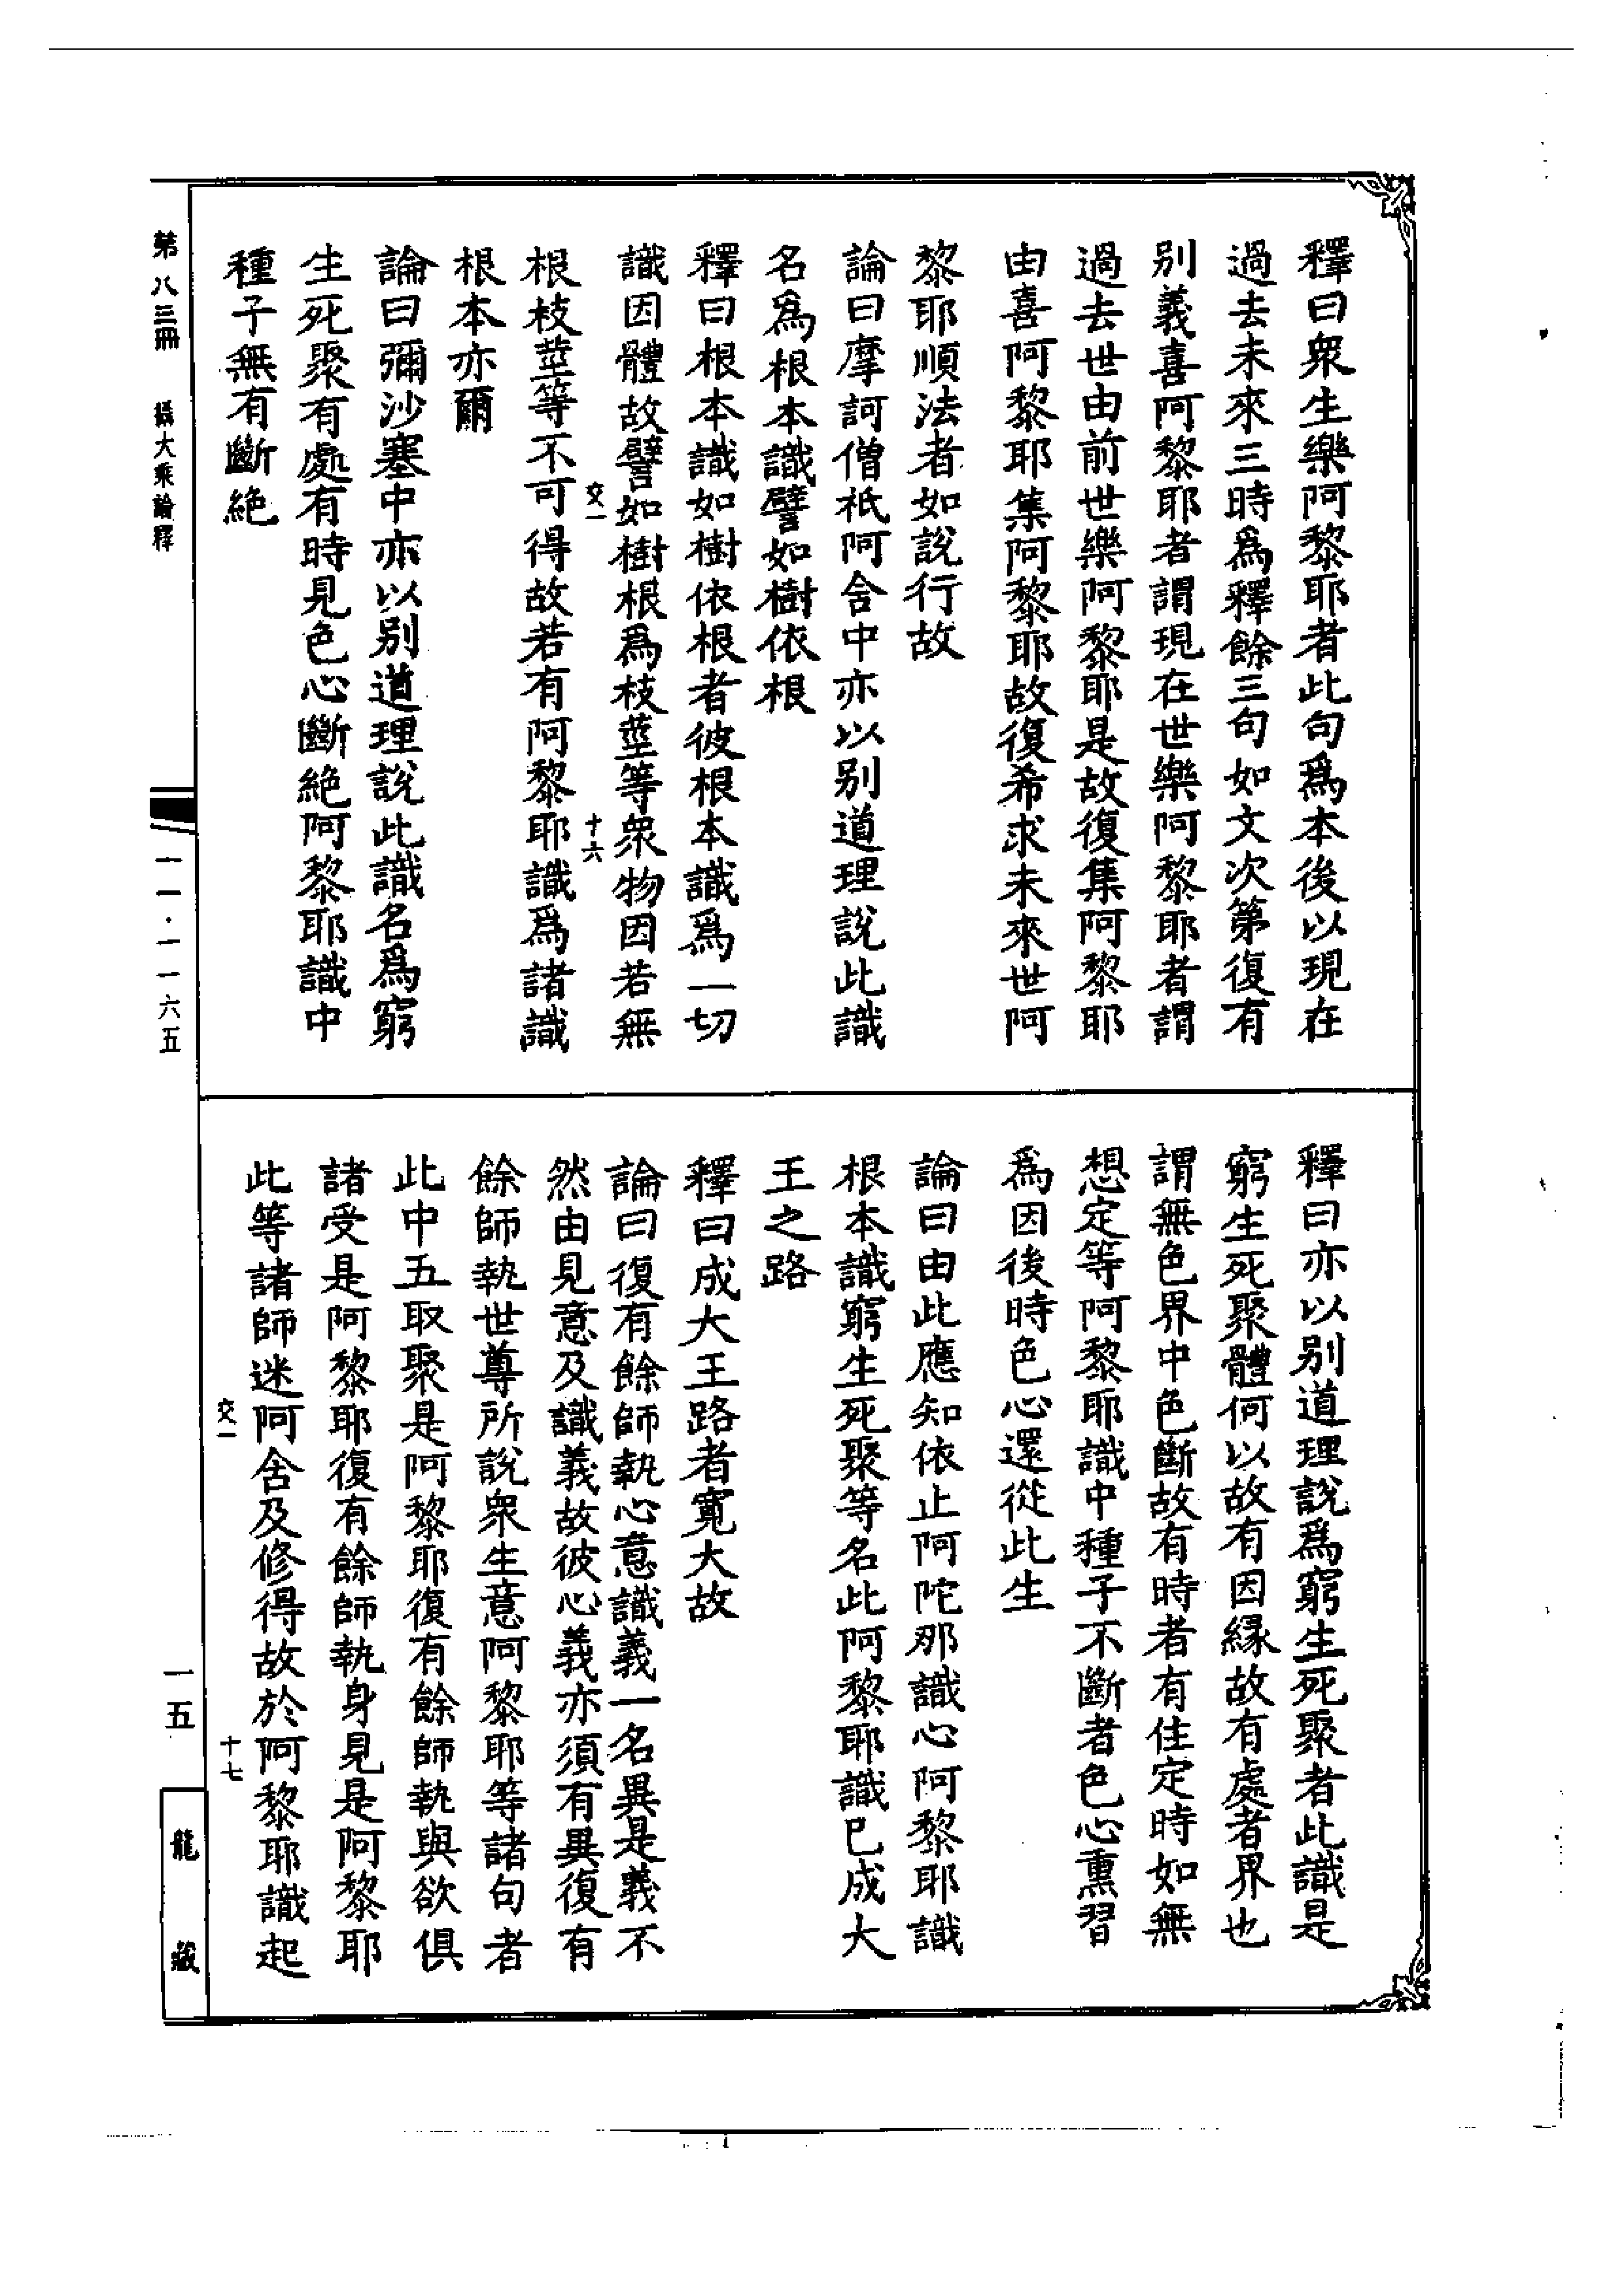 釋曰衆生樂阿黎耶者此句爲本後以現在
過去未來三時爲釋餘三句如文次第復有
别義喜阿黎耶者謂現在世樂阿黎耶者謂
過去世由前世樂阿黎耶是故復集阿黎耶
由喜阿黎耶集阿黎耶故復希求未來世阿
黎耶順法者如說行故
論曰摩訶僧祇阿含中亦以别道理說此識
名爲根本識譬如樹依根
釋曰根本識如樹依根者彼根本識爲一切
識因體故譬如樹根爲枝莖等衆物因若無
交一 十六
根枝莖等不可得故若有阿黎耶識爲諸識
根本亦爾
論曰彌沙塞中亦以别道理說此識名爲窮
生死聚有處有時見色心斷絶阿黎耶識中
種子無有斷絶
釋曰亦以别道理說爲窮生死聚者此識是
窮生死聚體何以故有因緣故有處者界也
謂無色界中色斷故有時者有住定時如無
想定等阿黎耶識中種子不斷者色心熏習
爲因後時色心還從此生
論曰由此應知依止阿陀那識心阿黎耶識
根本識窮生死聚等名此阿黎耶識已成大
王之路
釋曰成大王路者寬大故
論曰復有餘師執心意識義一名異是義不
然由見意及識義故彼心義亦須有異復有
餘師執世尊所說衆生意阿黎耶等諸句者
此中五取聚是阿黎耶復有餘師執與欲俱
諸受是阿黎耶復有餘師執身見是阿黎耶
此等諸師迷阿含及修得故於阿黎耶識起
交一 十七
第八三冊 攝大乘論釋
一一·一一六五
一五
龍藏